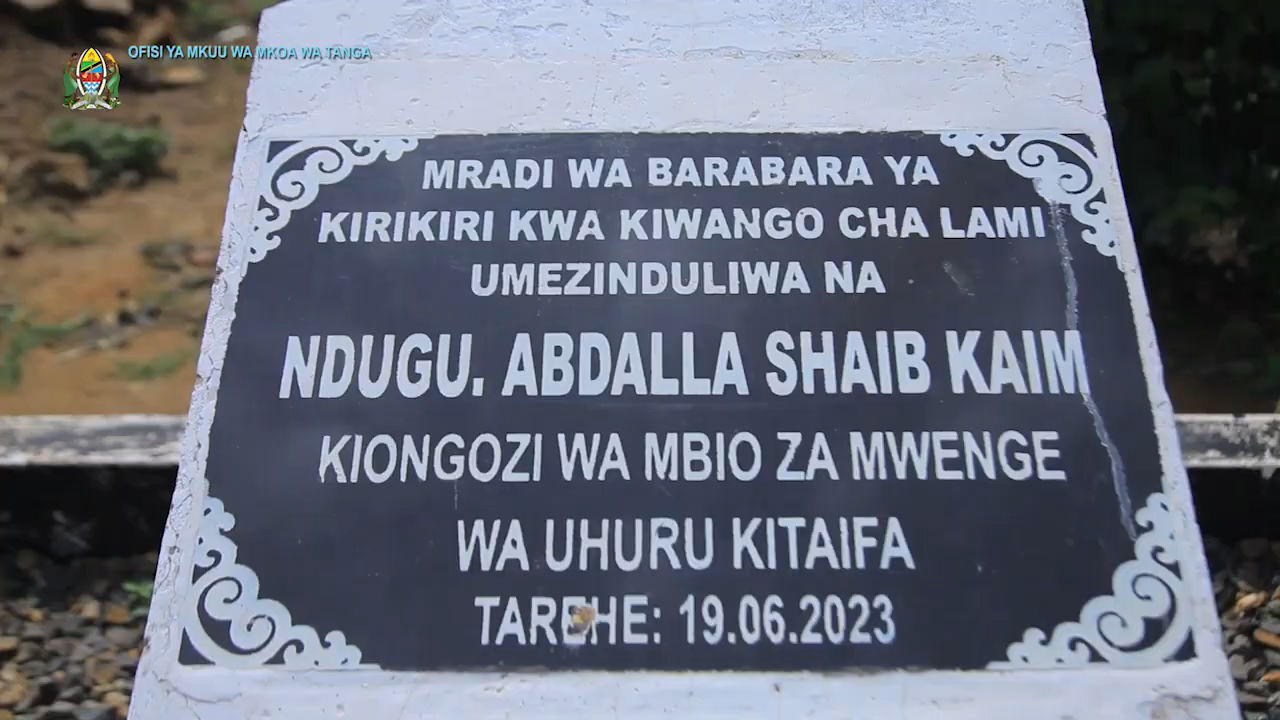 OFISI YA MKUU WA MKOA WA TANGA
MRADI WA BARABARA YA
KIRIKIRI KWA KIWANGO CHA LAMI
UMEZINDULIWA NA
NDUGU. ABDALLA SHAIB KAIM
KIONGOZI WA MBIO ZA MWENGE
WA UHURU KITAIFA
TAREHE: 19.06.2023